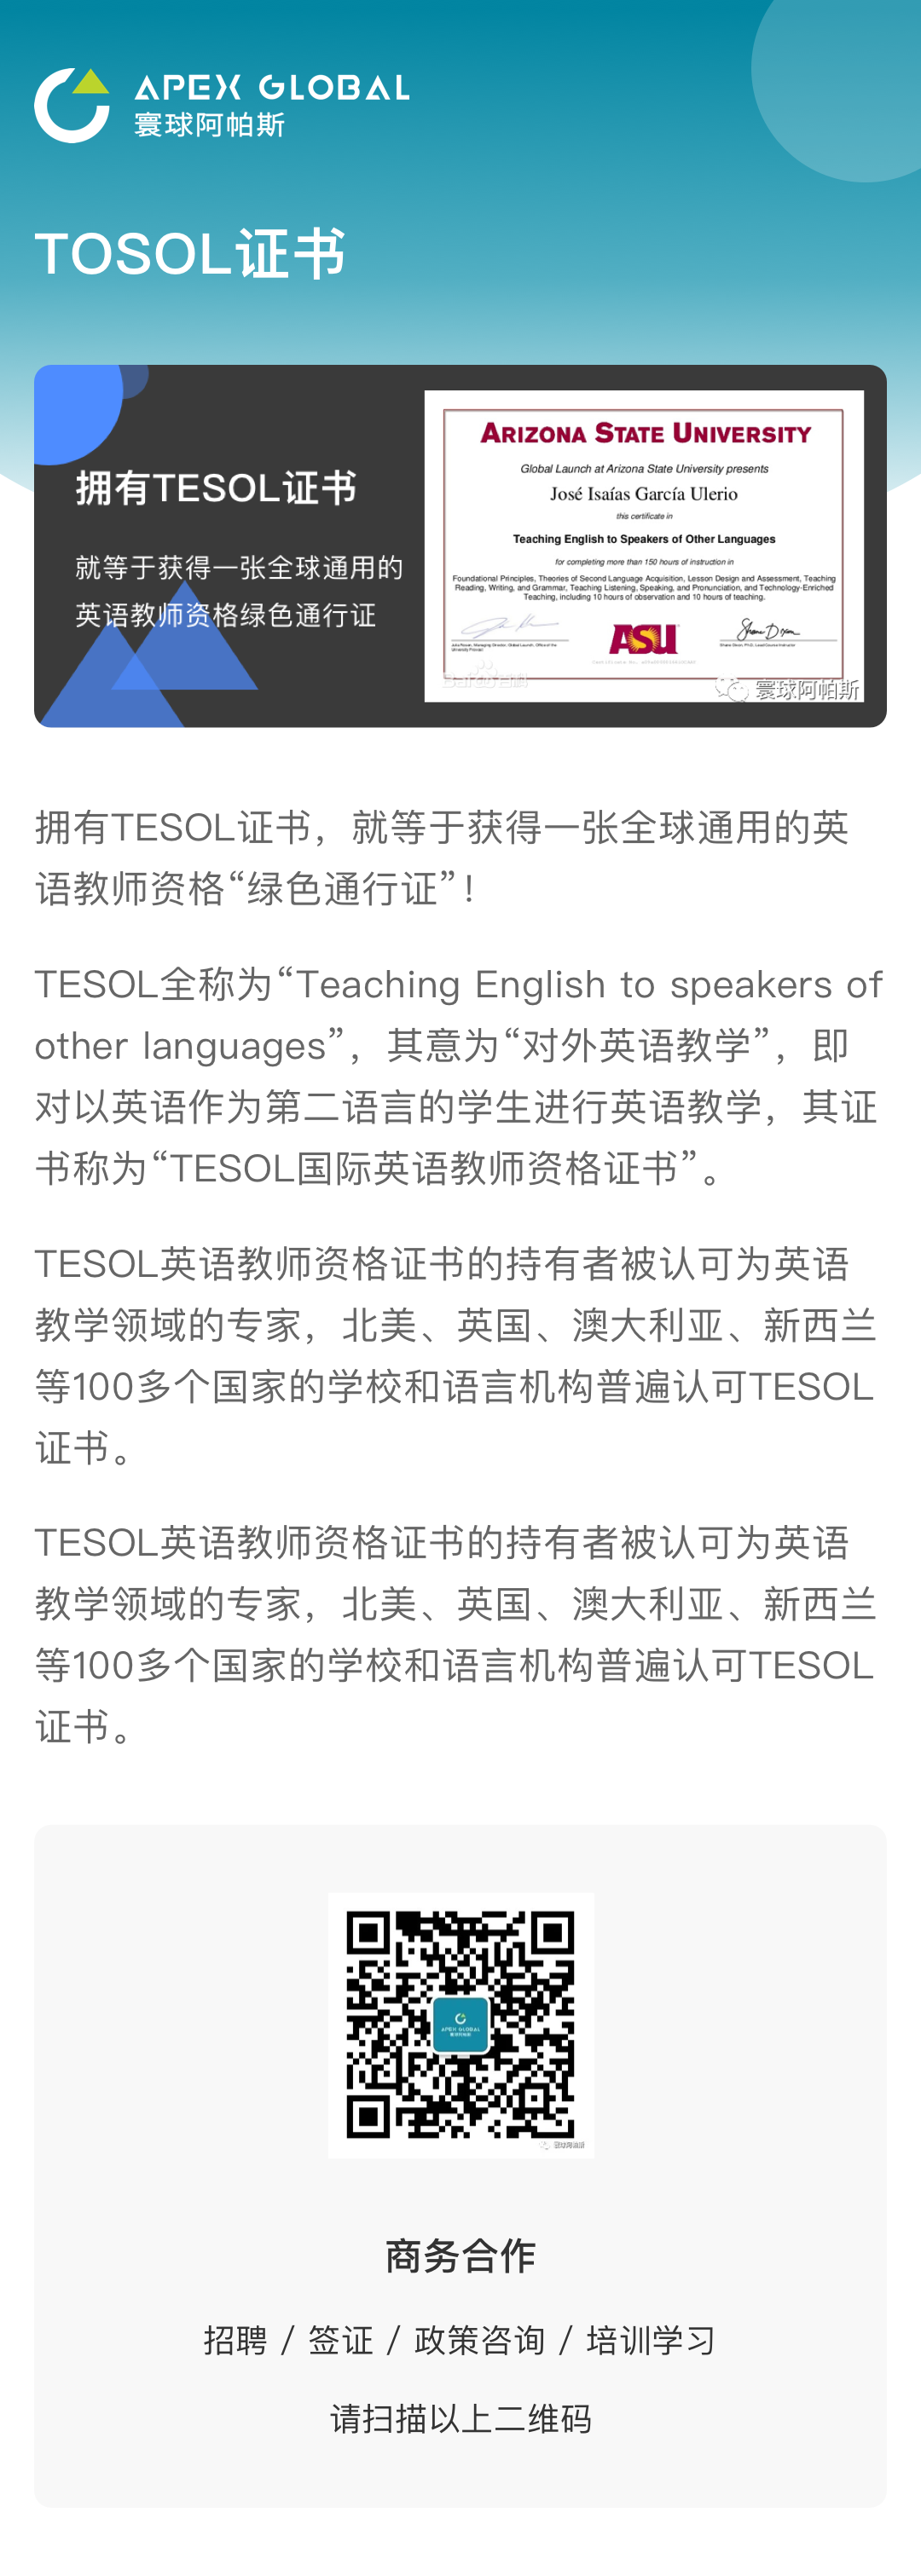 APEX GLOBAL
寰球阿帕斯
TOSOL证书
拥有TESOL证书
就等于获得一张全球通用的
英语教师资格绿色通行证
ARIZONA STATE UNIVERSITY
Global Launch at Arizona State University presents
José Isaías García Ulerio
this certificate in
Teaching English to Speakers of Other Languages
for completing more than 150 hours of instruction in
Foundational Principles, Theories of Second Language Acquisition, Lesson Design and Assessment, Teaching
Reading, Writing, and Grammar, Teaching Listening, Speaking, and Pronunciation, and Technology-Enriched
Teaching, including 10 hours of observation and 10 hours of teaching.
ASU
Baidu百科
寰球阿帕斯
拥有TESOL证书，就等于获得一张全球通用的英
语教师资格“绿色通行证”！
TESOL全称为“Teaching English to speakers of
other languages”，其意为“对外英语教学”，即
对以英语作为第二语言的学生进行英语教学，其证
书称为“TESOL国际英语教师资格证书”。
TESOL英语教师资格证书的持有者被认可为英语
教学领域的专家，北美、英国、澳大利亚、新西兰
等100多个国家的学校和语言机构普遍认可TESOL
证书。
TESOL英语教师资格证书的持有者被认可为英语
教学领域的专家，北美、英国、澳大利亚、新西兰
等100多个国家的学校和语言机构普遍认可TESOL
证书。
APEX GLOBAL
寰球阿帕斯
寰球阿帕斯
商务合作
招聘 / 签证 / 政策咨询 / 培训学习
请扫描以上二维码